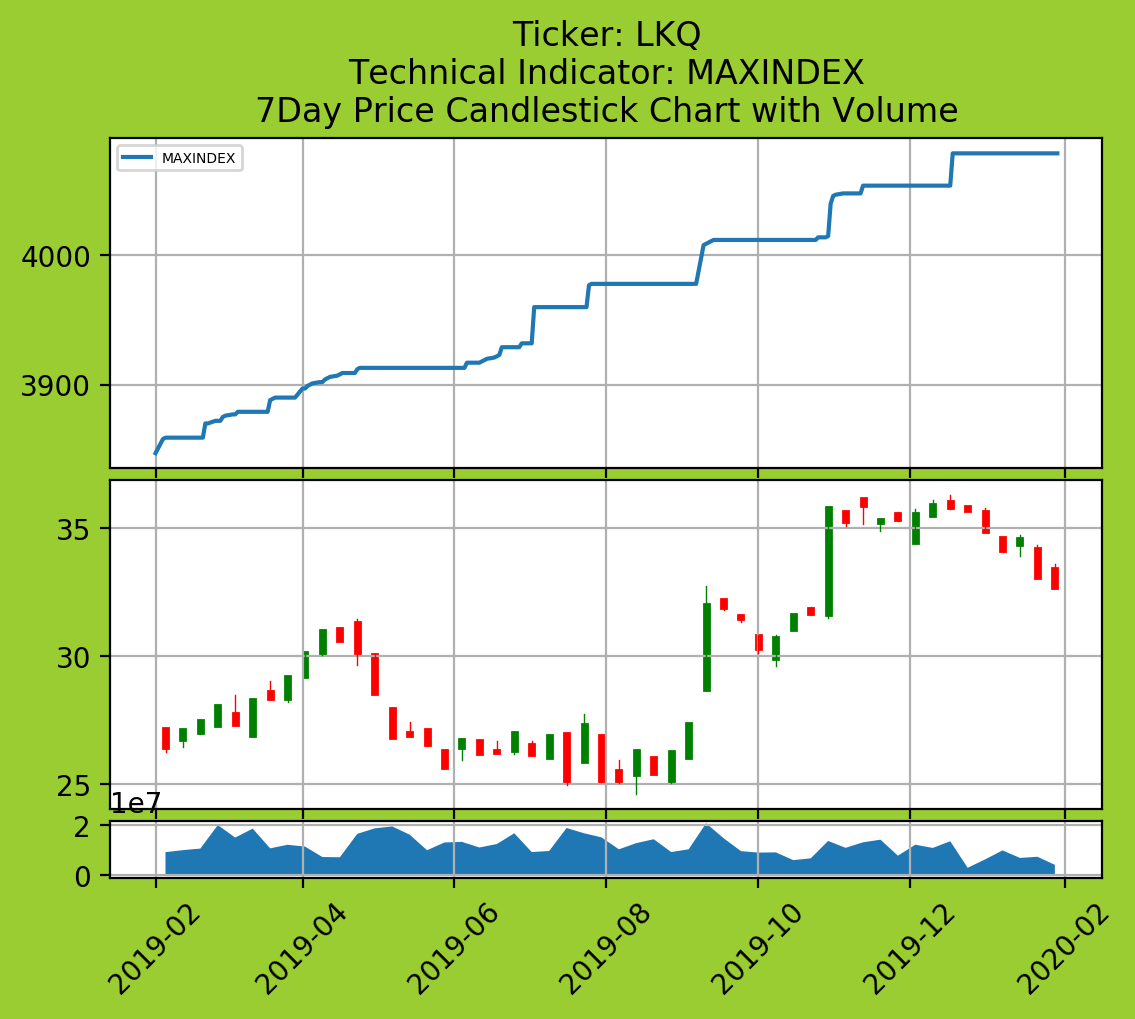 Ticker: LKQ
Technical Indicator: MAXINDEX
7Day Price Candlestick Chart with Volume
MAXINDEX
4000
3900
35
30
25
1e7
2
0
2019-02
2019-04
2019-06
2019-08
2019-10
2019-12
2020-02